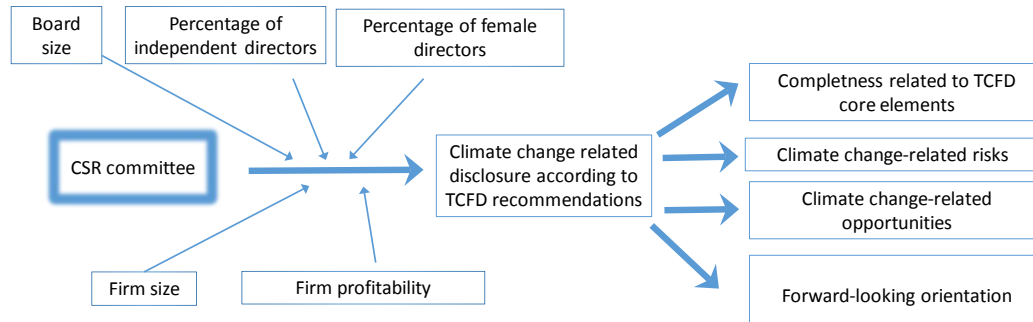 Board
size
Percentage of
independent directors
Percentage of female
directors
CSR committee
Climate change related
disclosure according to
TCFD recommendations
Completness related to TCFD
core elements
Climate change-related risks
Climate change-related
opportunities
Forward-looking orientation
Firm size
Firm profitability